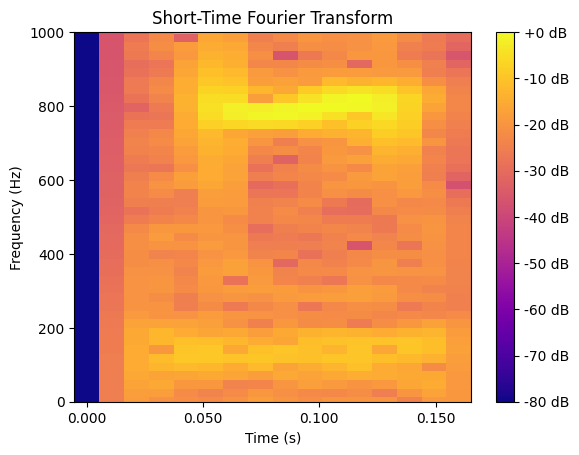 Short-Time Fourier Transform
1000
800
600
400
200
0
Frequency (Hz)
0.000
0.050
0.100
0.150
Time (s)
+0 dB
-10 dB
-20 dB
-30 dB
-40 dB
-50 dB
-60 dB
-70 dB
-80 dB